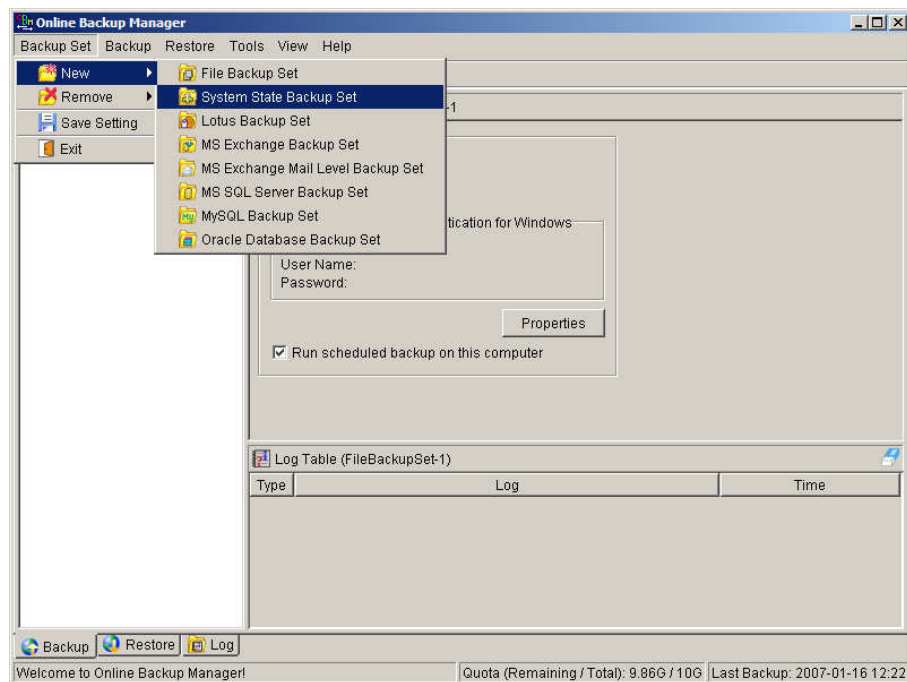 Online Backup Manager
Backup Set Backup Restore Tools View Help
New
Remove
Save Setting
Exit
File Backup Set
System State Backup Set
Lotus Backup Set
MS Exchange Backup Set
MS Exchange Mail Level Backup Set
MS SQL Server Backup Set
MySQL Backup Set
Oracle Database Backup Set
-1
tication for Windows
User Name:
Password:
Properties
Run scheduled backup on this computer
Log Table (FileBackupSet-1)
Type Log Time
Backup Restore Log
Welcome to Online Backup Manager! Quota (Remaining / Total): 9.86G / 10G Last Backup: 2007-01-16 12:22